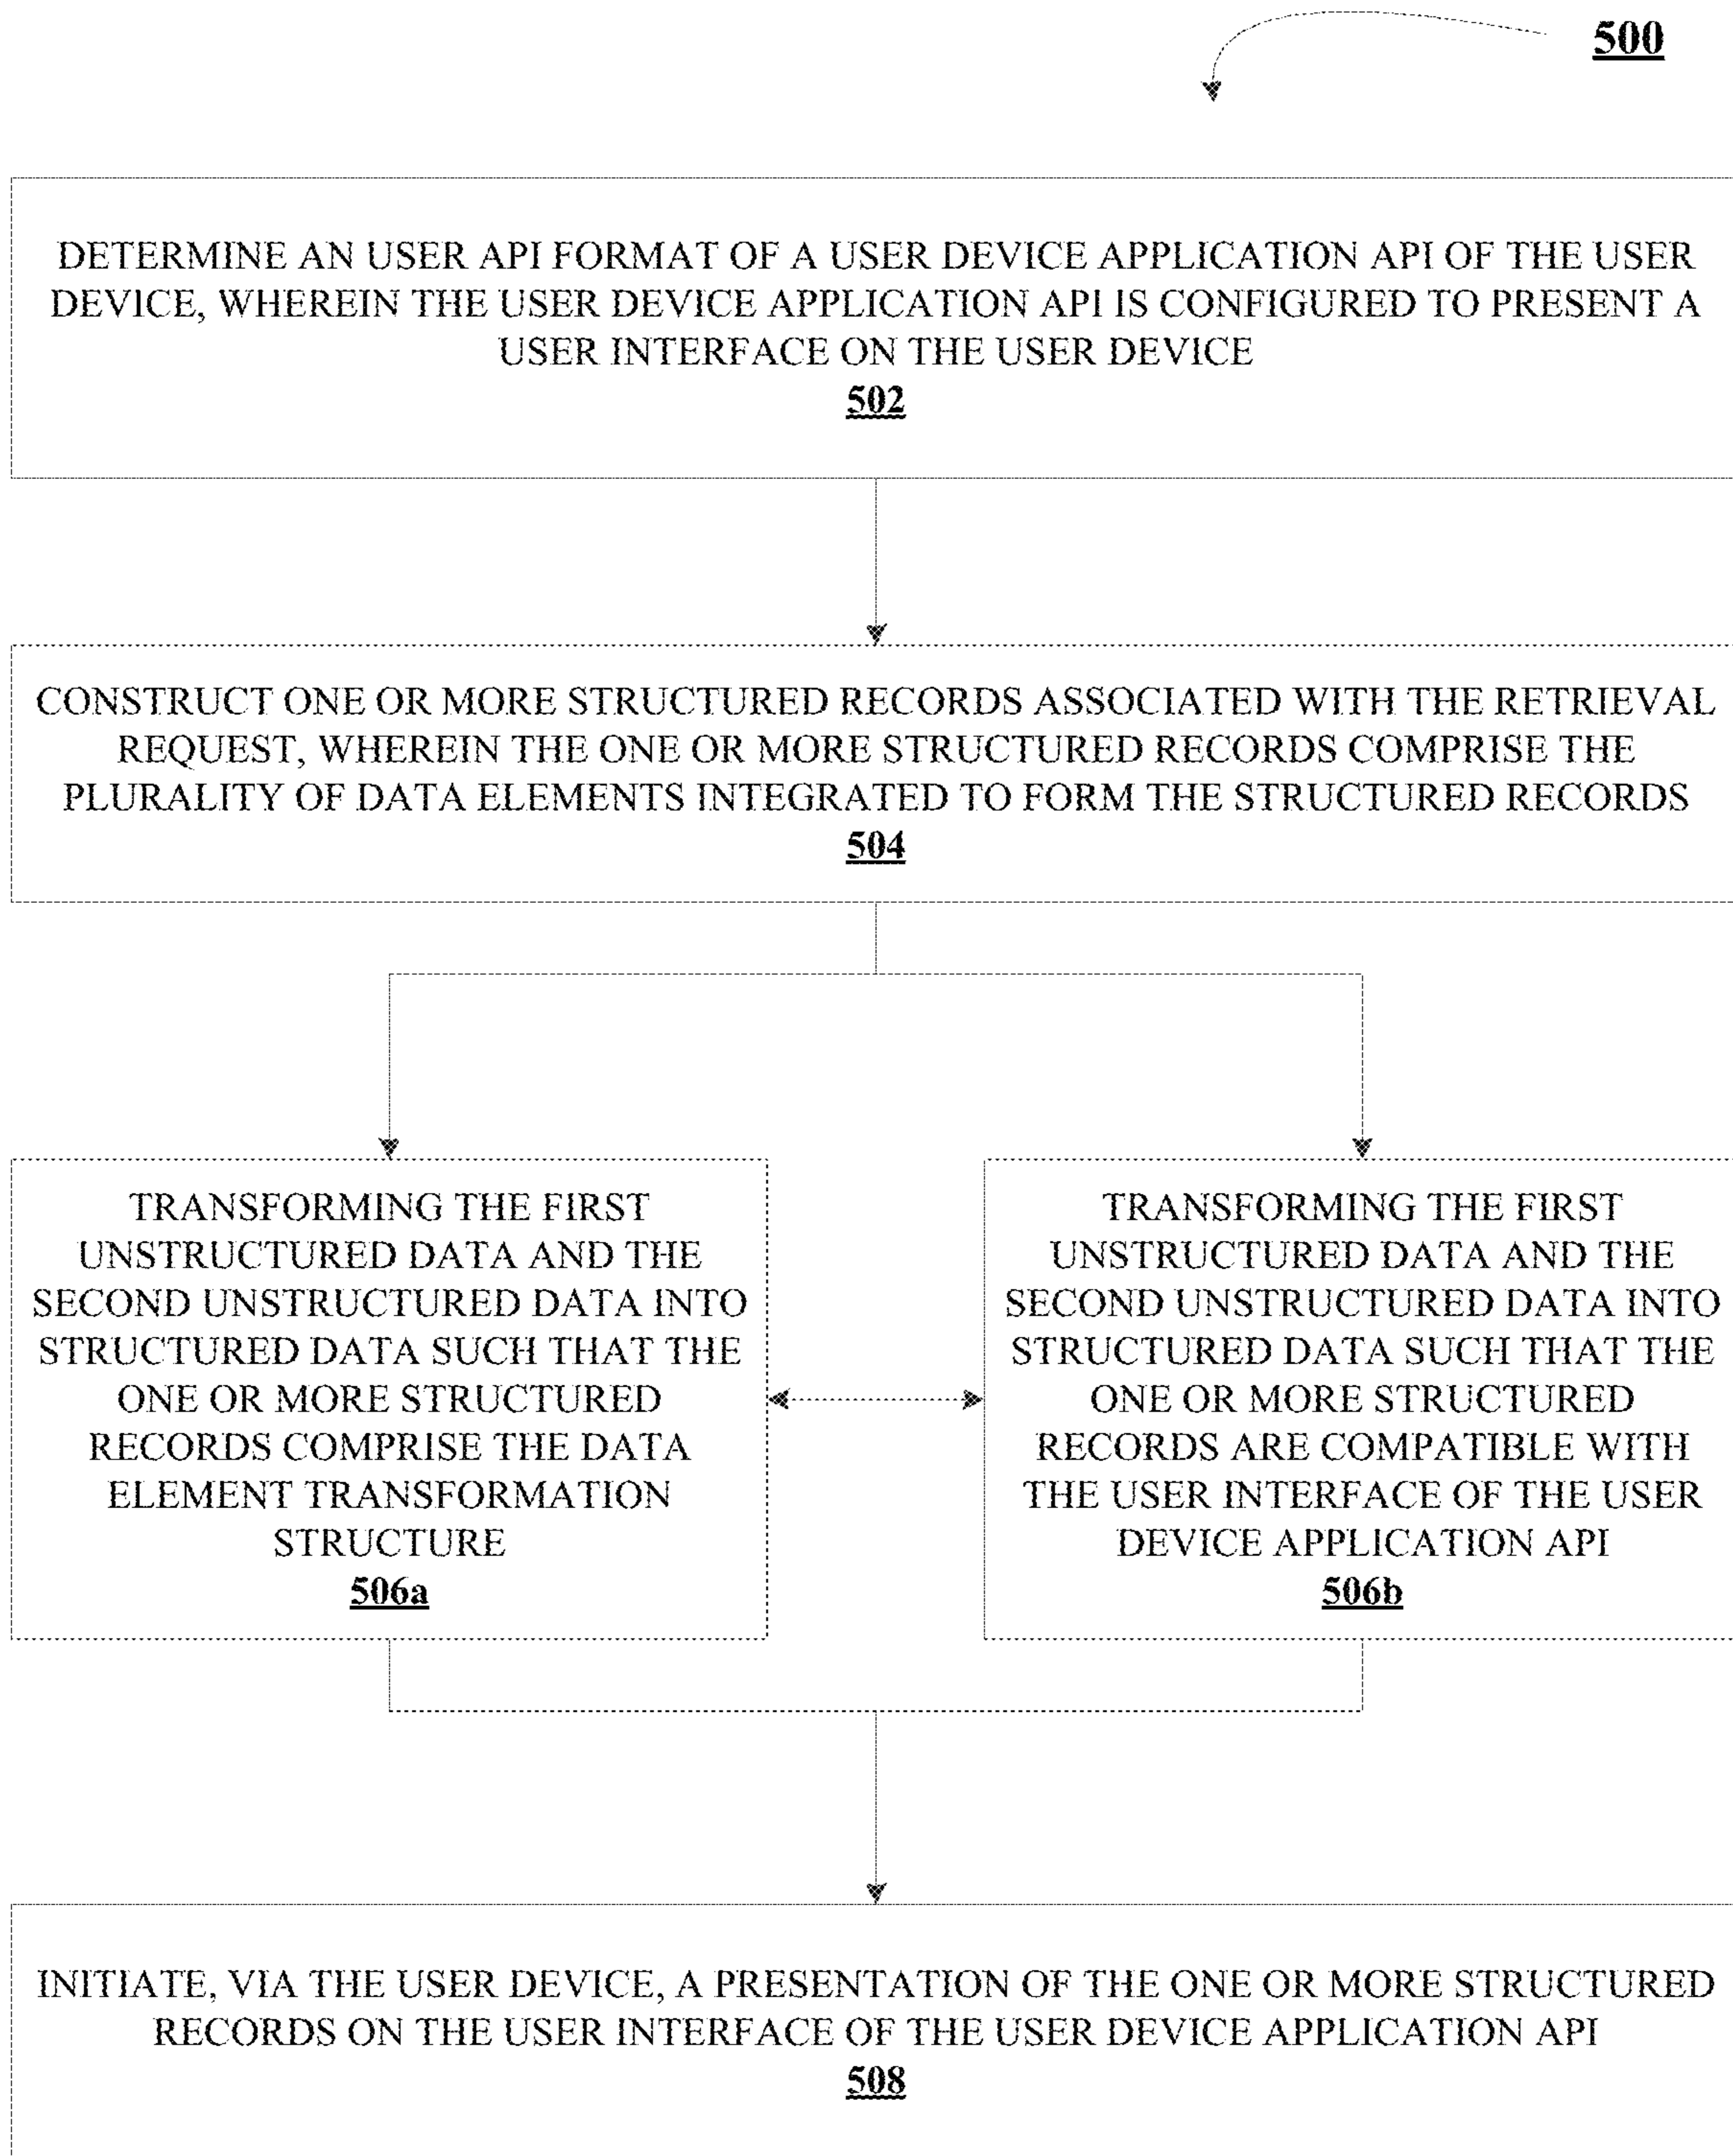 500
DETERMINE AN USER API FORMAT OF A USER DEVICE APPLICATION API OF THE USER
DEVICE, WHEREIN THE USER DEVICE APPLICATION API IS CONFIGURED TO PRESENT A
USER INTERFACE ON THE USER DEVICE
502
CONSTRUCT ONE OR MORE STRUCTURED RECORDS ASSOCIATED WITH THE RETRIEVAL
REQUEST, WHEREIN THE ONE OR MORE STRUCTURED RECORDS COMPRISE THE
PLURALITY OF DATA ELEMENTS INTEGRATED TO FORM THE STRUCTURED RECORDS
504
TRANSFORMING THE FIRST
UNSTRUCTURED DATA AND THE
SECOND UNSTRUCTURED DATA INTO
STRUCTURED DATA SUCH THAT THE
ONE OR MORE STRUCTURED
RECORDS COMPRISE THE DATA
ELEMENT TRANSFORMATION
STRUCTURE
506a
TRANSFORMING THE FIRST
UNSTRUCTURED DATA AND THE
SECOND UNSTRUCTURED DATA INTO
STRUCTURED DATA SUCH THAT THE
ONE OR MORE STRUCTURED
RECORDS ARE COMPATIBLE WITH
THE USER INTERFACE OF THE USER
DEVICE APPLICATION API
506b
INITIATE, VIA THE USER DEVICE, A PRESENTATION OF THE ONE OR MORE STRUCTURED
RECORDS ON THE USER INTERFACE OF THE USER DEVICE APPLICATION API
508